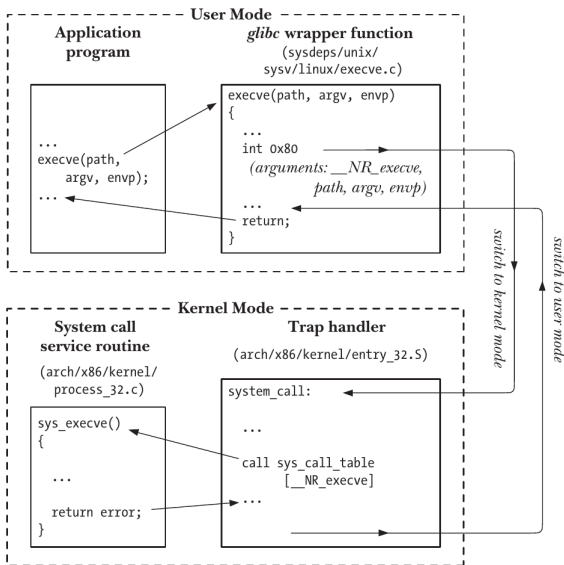 User Mode
Application
program
glibc wrapper function
(sysdeps/unix/
sysv/linux/execve.c)
...
execve(path,
argv, envp);
...
execve(path, argv, envp)
{
...
int 0x80
(arguments: __NR_execve,
path, argv, envp)
...
return;
}
switch to kernel mode
switch to user mode
Kernel Mode
System call
service routine
(arch/x86/kernel/
process_32.c)
Trap handler
(arch/x86/kernel/entry_32.S)
sys_execve()
{
...
return error;
}
system_call:
...
call sys_call_table
[__NR_execve]
...